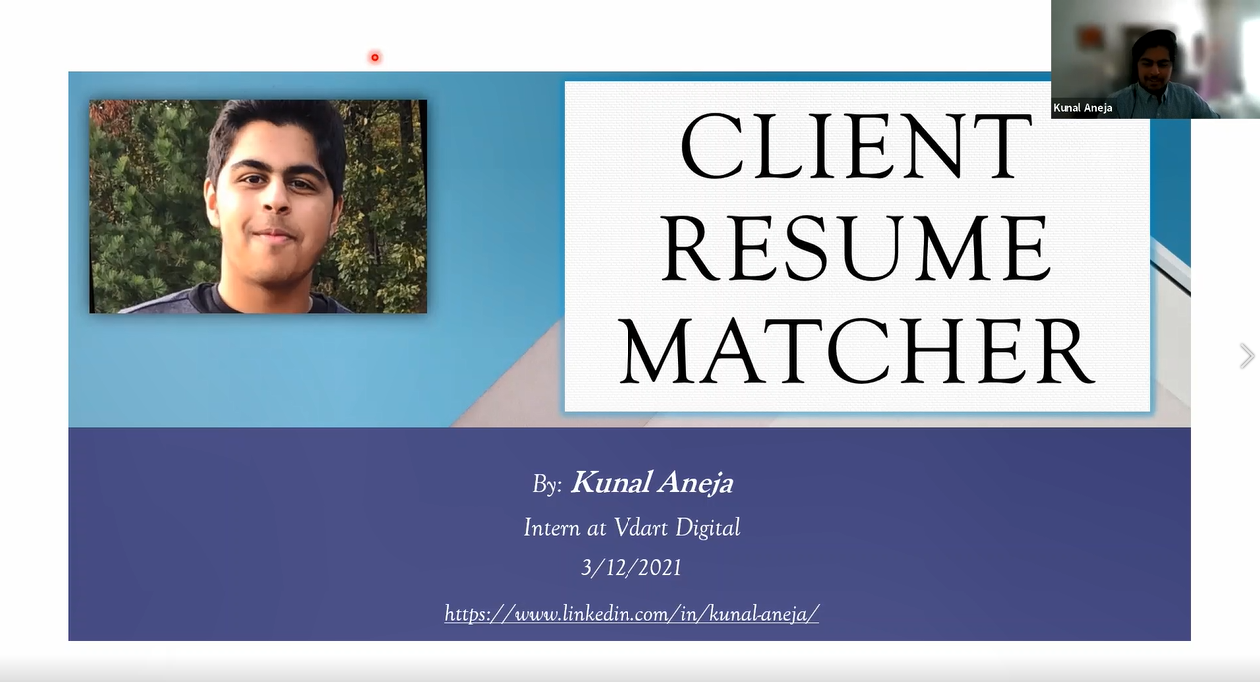 Kunal Aneja
CLIENT
RESUME
MATCHER
By: Kunal Aneja
Intern at Vdart Digital
3/12/2021
https://www.linkedin.com/in/kunal-aneja/